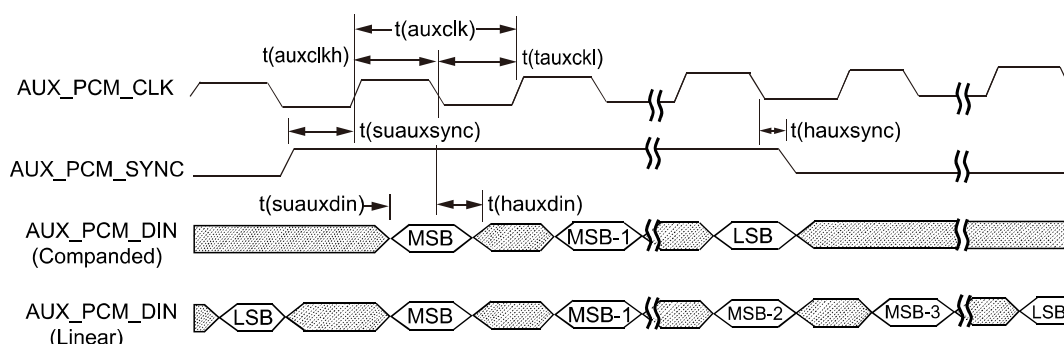 t(auxclk)
t(auxclkh)
t(tauxckl)
AUX_PCM_CLK
t(suauxsync)
t(hauxsync)
AUX_PCM_SYNC
t(suauxdin)
t(hauxdin)
AUX_PCM_DIN
(Companded)
MSB
MSB-1
LSB
AUX_PCM_DIN
(Linear)
LSB
MSB
MSB-1
MSB-2
MSB-3
LSB